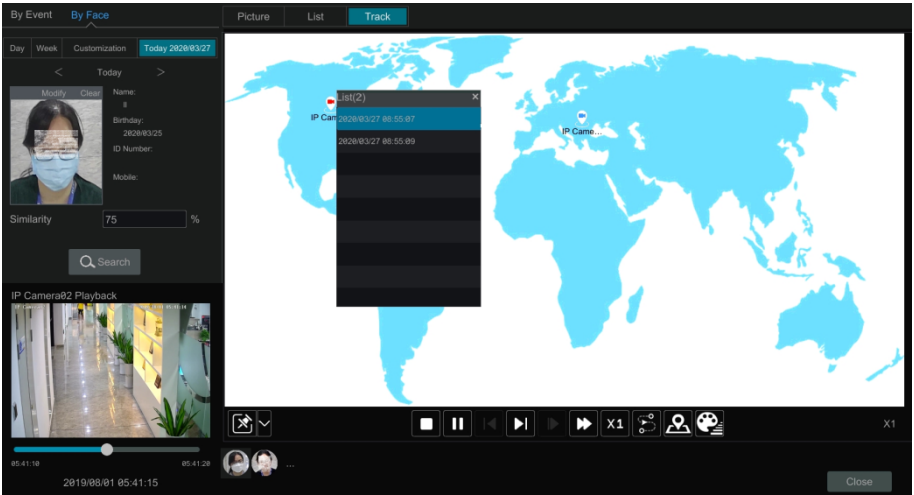 By Event By Face
Picture List Track
Day Week Customization Today 2020/03/27
< Today >
Modify Clear
Name:
ll
Birthday:
2020/03/25
ID Number:
Mobile:
Similarity 75 %
Search
List(2) ×
2020/03/27 08:55:07
2020/03/27 08:55:09
IP Cam
IP Came...
IP Camera02 Playback
05:41:10 05:41:20
2019/08/01 05:41:15
X1
X1
...
Close